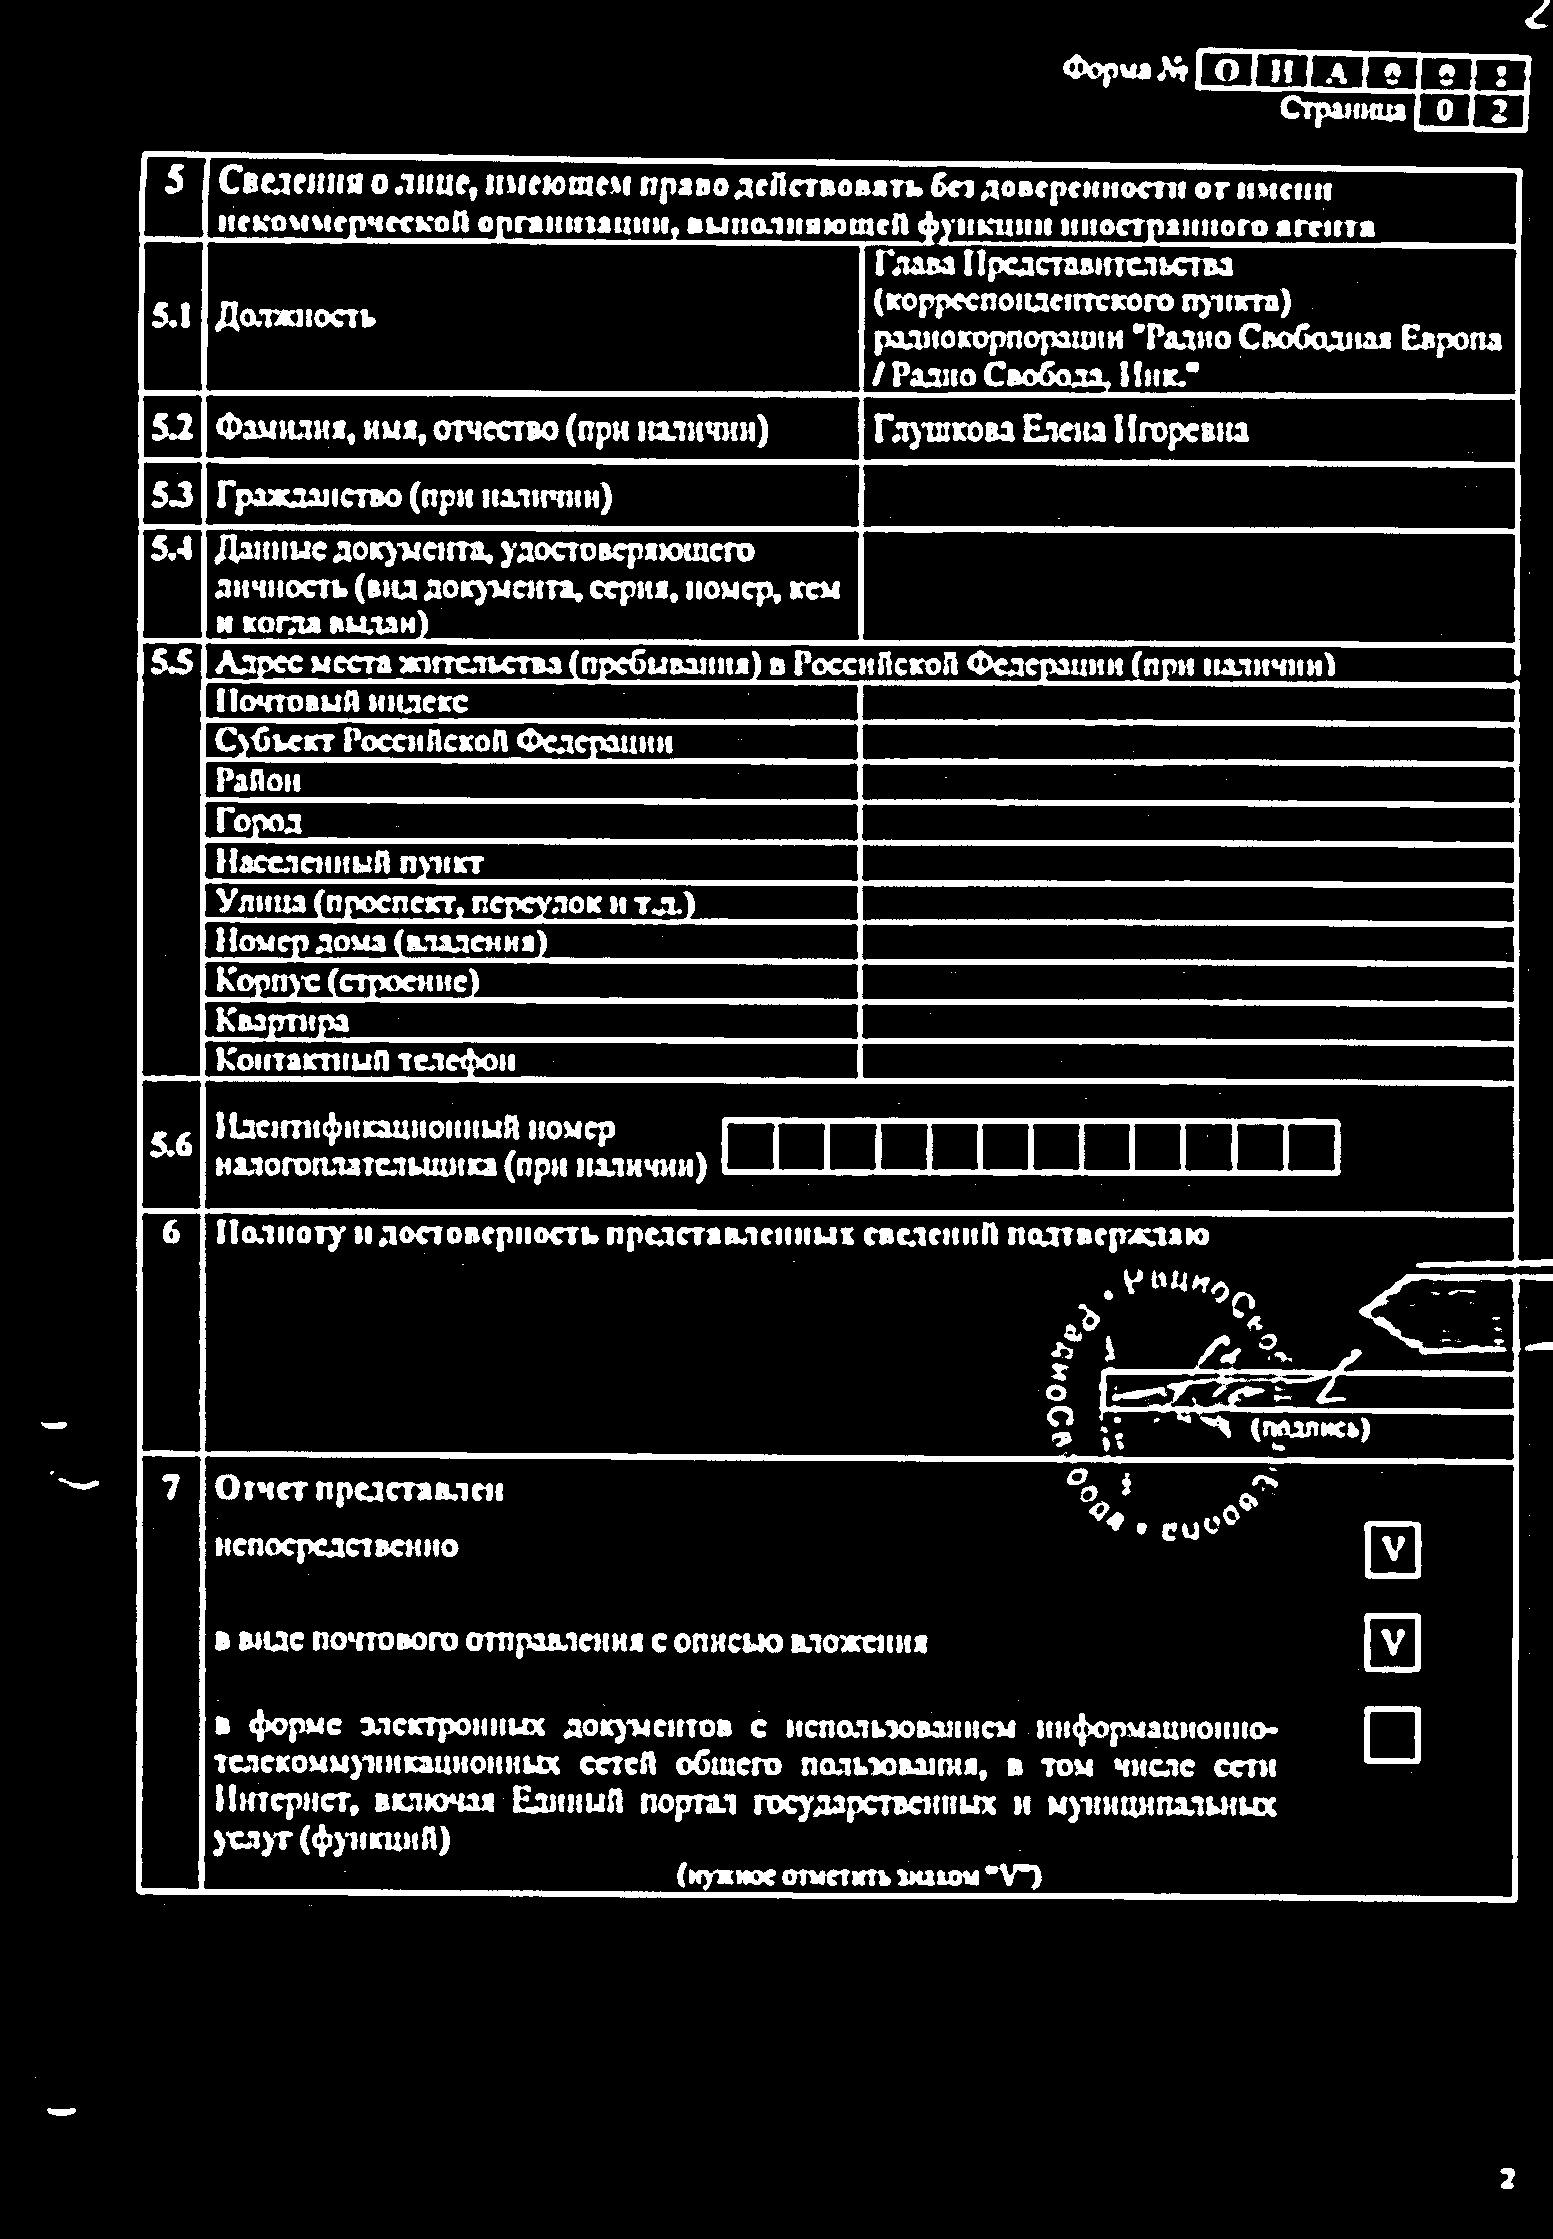 2
Форма № О И А 0 0 1
Страница 0 2
5 Сведения о лице, имеющем право действовать без доверенности от имени
некоммерческой организации, выполняющей функции иностранного агента
5.1 Должность
Глава Представительства
(корреспондентского пункта)
радиокорпорации "Радио Свободная Европа
/ Радио Свобода, Инк."
5.2 Фамилия, имя, отчество (при наличии) Глушкова Елена Игоревна
5.3 Гражданство (при наличии)
5.4 Данные документа, удостоверяющего
личность (вид документа, серия, номер, кем
и когда выдан)
5.5 Адрес места жительства (пребывания) в Российской Федерации (при наличии)
Почтовый индекс
Субъект Российской Федерации
Район
Город
Населенный пункт
Улица (проспект, переулок и т.д.)
Номер дома (владения)
Корпус (строение)
Квартира
Контактный телефон
5.6 Идентификационный номер
налогоплательщика (при наличии)
6 Полноту и достоверность представленных сведений подтверждаю
(подпись)
7 Отчет представлен
непосредственно V
в виде почтового отправления с описью вложения V
в форме электронных документов с использованием информационно-
телекоммуникационных сетей общего пользования, в том числе сети
Интернет, включая Единый портал государственных и муниципальных
услуг (функций)
(нужное отметить знаком "V")
2